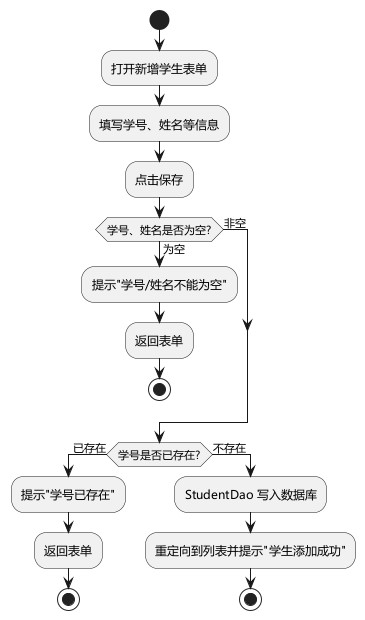 打开新增学生表单
填写学号、姓名等信息
点击保存
学号、姓名是否为空?
非空
为空
提示"学号/姓名不能为空"
返回表单
已存在
学号是否已存在?
不存在
提示"学号已存在"
StudentDao 写入数据库
返回表单
重定向到列表并提示"学生添加成功"